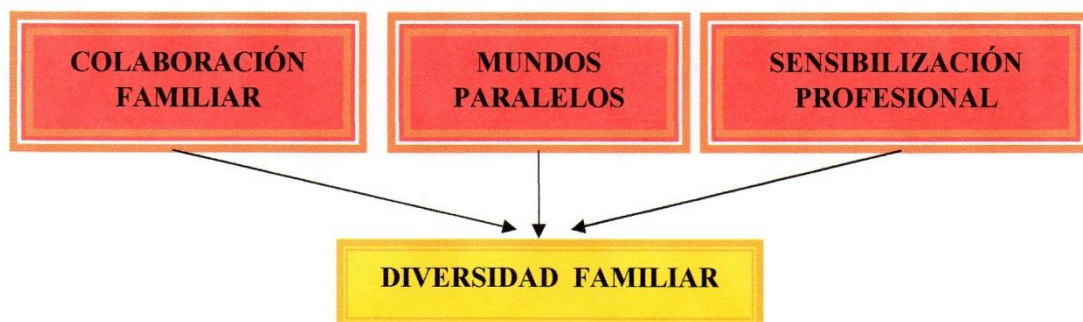 COLABORACIÓN
FAMILIAR
MUNDOS
PARALELOS
SENSIBILIZACIÓN
PROFESIONAL
DIVERSIDAD FAMILIAR